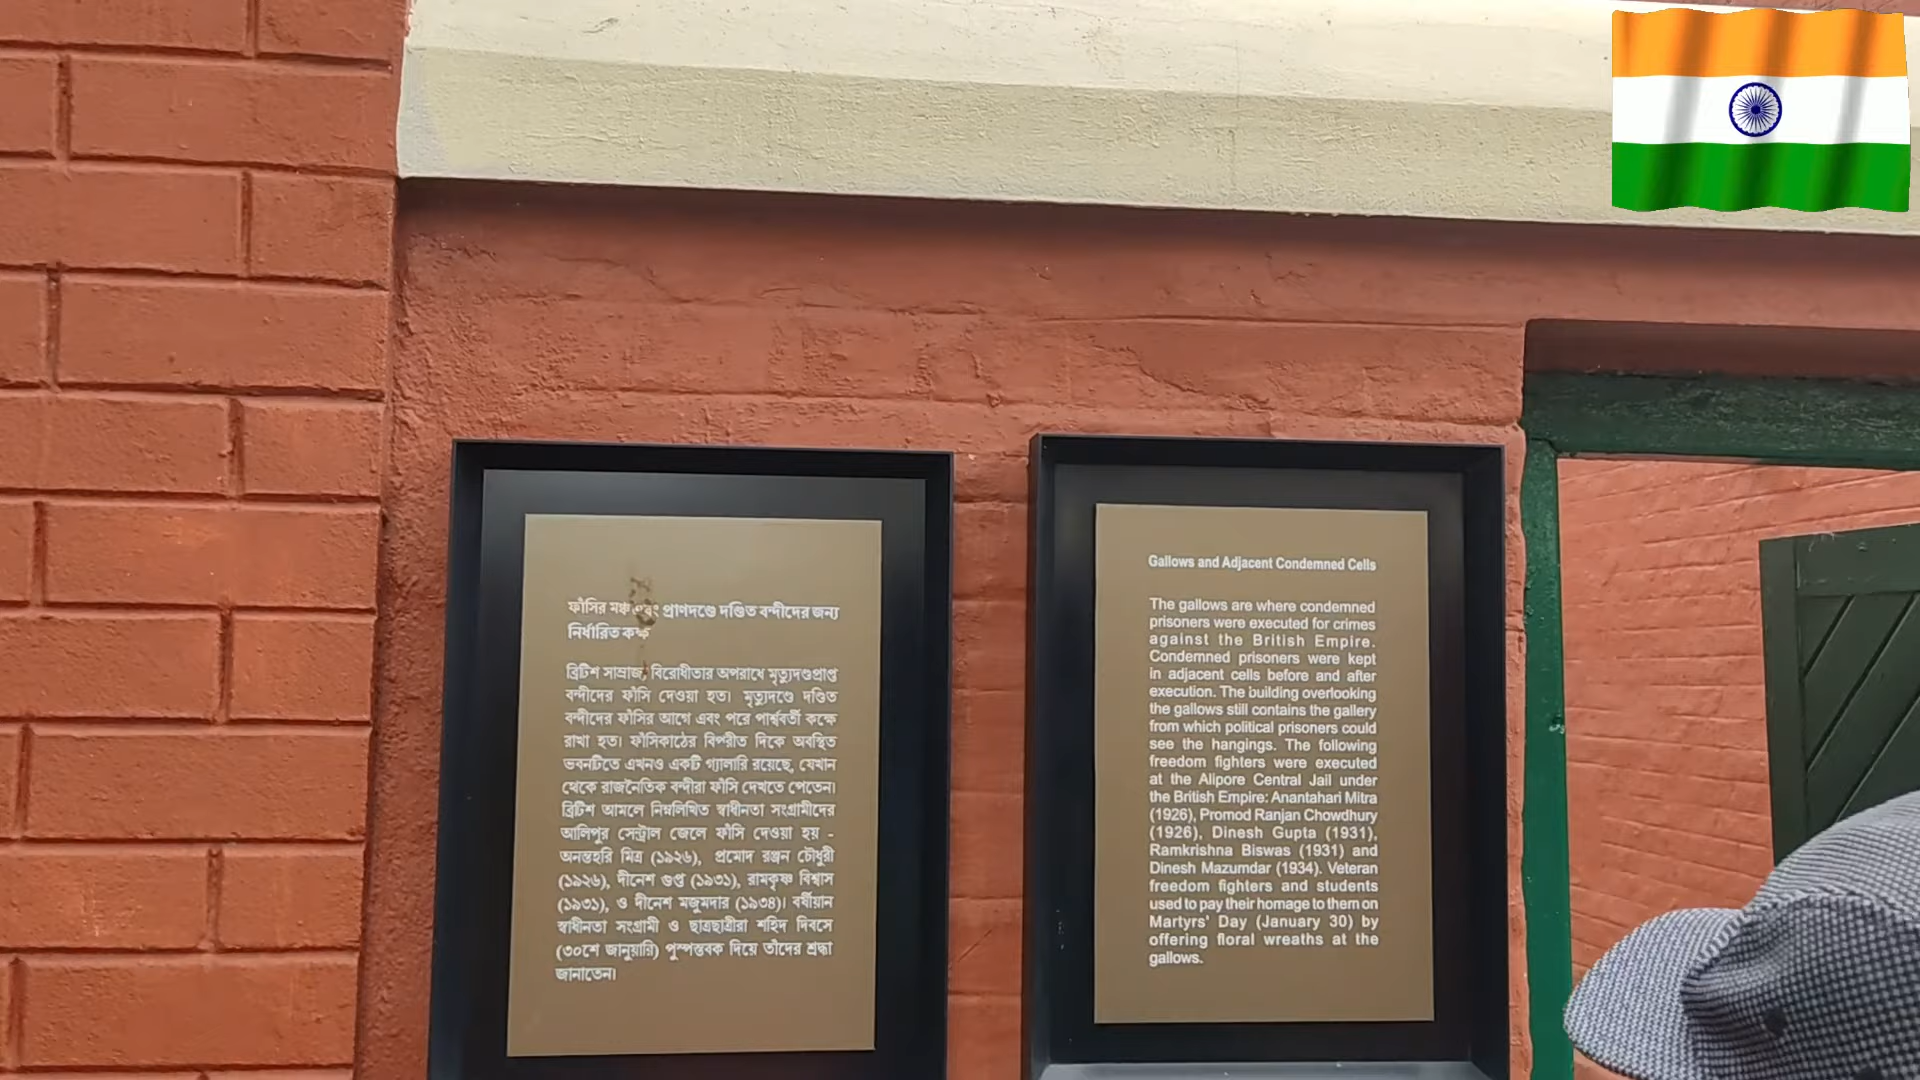 ফাঁসির মঞ্চ এবং প্রাণদণ্ডে দণ্ডিত বন্দীদের জন্য
নির্ধারিত কক্ষ
ব্রিটিশ সাম্রাজ্য বিরোধীতার অপরাধে মৃত্যুদণ্ডপ্রাপ্ত
বন্দীদের ফাঁসি দেওয়া হত। মৃত্যুদণ্ডে দণ্ডিত
বন্দীদের ফাঁসির আগে এবং পরে পার্শ্ববর্তী কক্ষে
রাখা হত। ফাঁসিকাঠের বিপরীত দিকে অবস্থিত
ভবনটিতে এখনও একটি গ্যালারি রয়েছে, যেখান
থেকে রাজনৈতিক বন্দীরা ফাঁসি দেখতে পেতেন।
ব্রিটিশ আমলে নিম্নলিখিত স্বাধীনতা সংগ্রামীদের
আলিপুর সেন্ট্রাল জেলে ফাঁসি দেওয়া হয় -
অনন্তহরি মিত্র (১৯২৬), প্রমোদ রঞ্জন চৌধুরী
(১৯২৬), দীনেশ গুপ্ত (১৯৩১), রামকৃষ্ণ বিশ্বাস
(১৯৩১), ও দীনেশ মজুমদার (১৯৩৪)। বর্ষীয়ান
স্বাধীনতা সংগ্রামী ও ছাত্রছাত্রীরা শহিদ দিবসে
(৩০শে জানুয়ারি) পুস্পস্তবক দিয়ে তাঁদের শ্রদ্ধা
জানাতেন।
Gallows and Adjacent Condemned Cells
The gallows are where condemned
prisoners were executed for crimes
against the British Empire.
Condemned prisoners were kept
in adjacent cells before and after
execution. The building overlooking
the gallows still contains the gallery
from which political prisoners could
see the hangings. The following
freedom fighters were executed
at the Alipore Central Jail under
the British Empire: Anantahari Mitra
(1926), Promod Ranjan Chowdhury
(1926), Dinesh Gupta (1931),
Ramkrishna Biswas (1931) and
Dinesh Mazumdar (1934). Veteran
freedom fighters and students
used to pay their homage to them on
Martyrs' Day (January 30) by
offering floral wreaths at the
gallows.